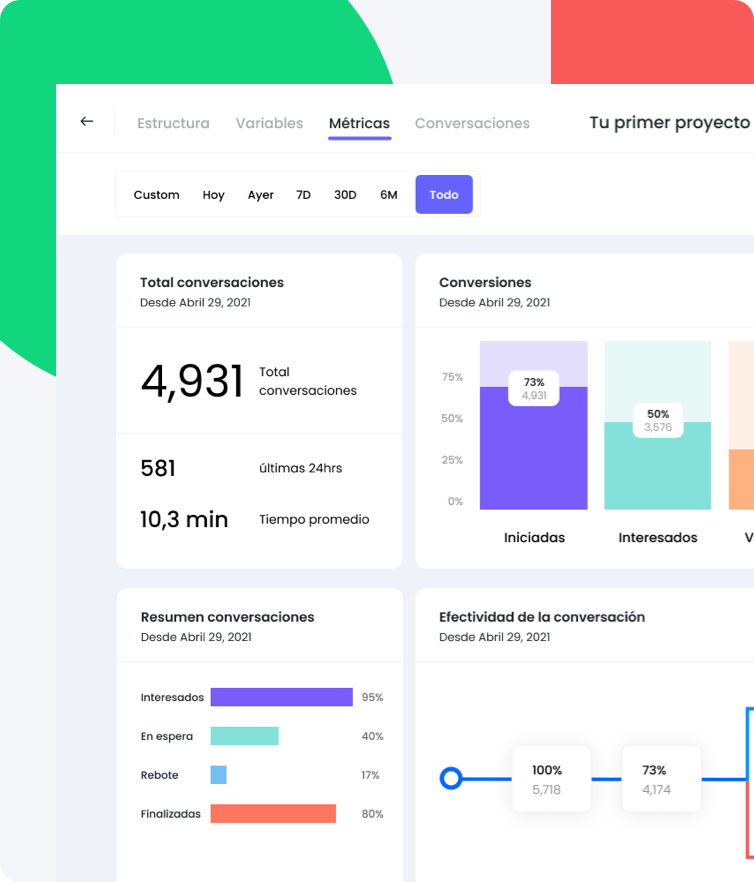 Estructura Variables Métricas Conversaciones Tu primer proyecto
Custom Hoy Ayer 7D 30D 6M Todo
Total conversaciones
Desde Abril 29, 2021
4,931 Total
conversaciones
581 últimas 24hrs
10,3 min Tiempo promedio
Conversiones
Desde Abril 29, 2021
75%
50%
25%
0%
73%
4,931
50%
3,576
Iniciadas Interesados V
Resumen conversaciones
Desde Abril 29, 2021
Interesados 95%
En espera 40%
Rebote 17%
Finalizadas 80%
Efectividad de la conversación
Desde Abril 29, 2021
100%
5,718
73%
4,174